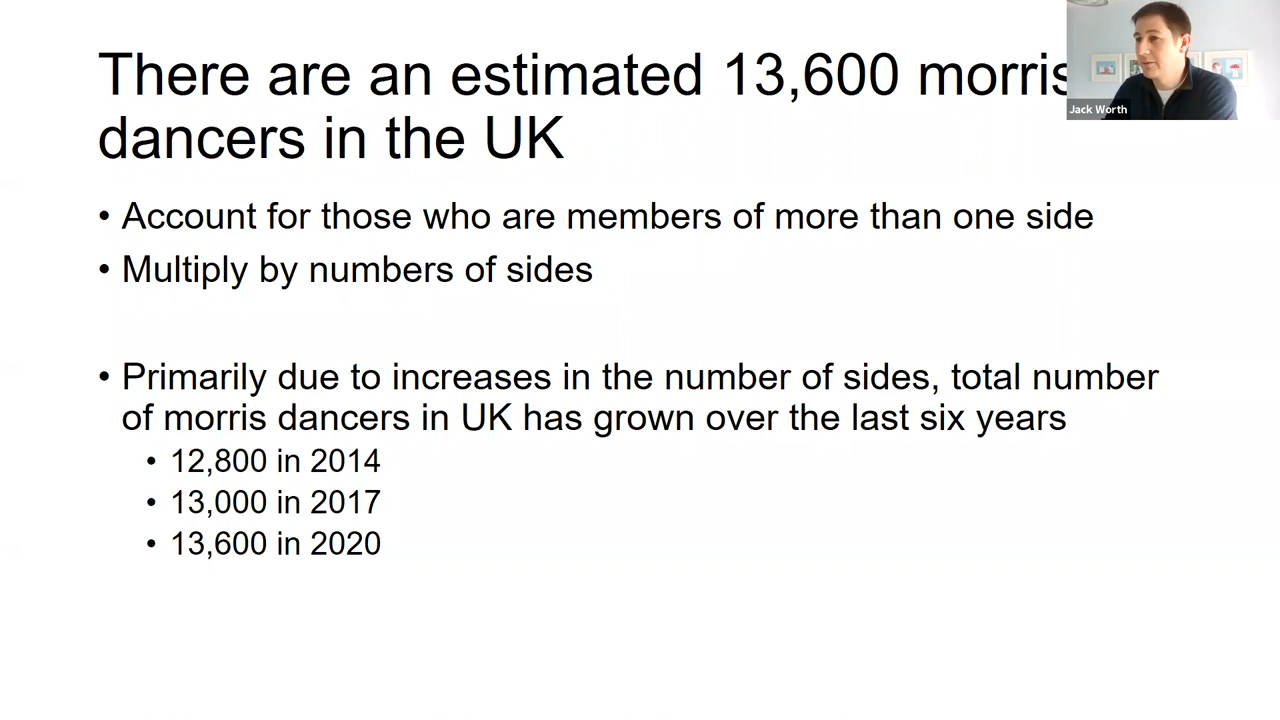 There are an estimated 13,600 morris
dancers in the UK
• Account for those who are members of more than one side
• Multiply by numbers of sides
• Primarily due to increases in the number of sides, total number
of morris dancers in UK has grown over the last six years
• 12,800 in 2014
• 13,000 in 2017
• 13,600 in 2020
Jack Worth